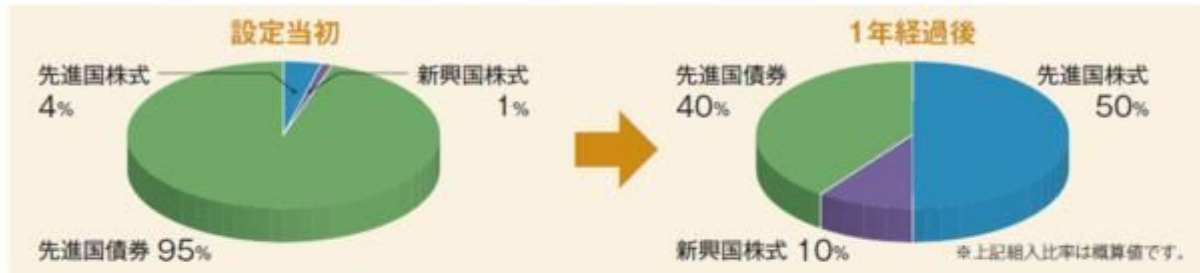 設定当初
先進国株式
4%
新興国株式
1%
先進国債券 95%
1年経過後
先進国債券
40%
先進国株式
50%
新興国株式 10%
※上記組入比率は概算値です。